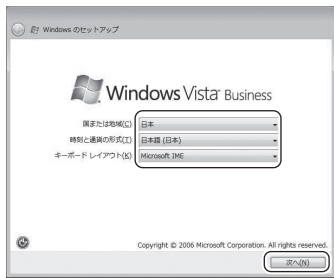 Windows のセットアップ
Windows Vista™ Business
国または地域(C) 日本
時刻と通貨の形式(T) 日本語 (日本)
キーボード レイアウト(K) Microsoft IME
Copyright © 2006 Microsoft Corporation. All rights reserved.
次へ(N)